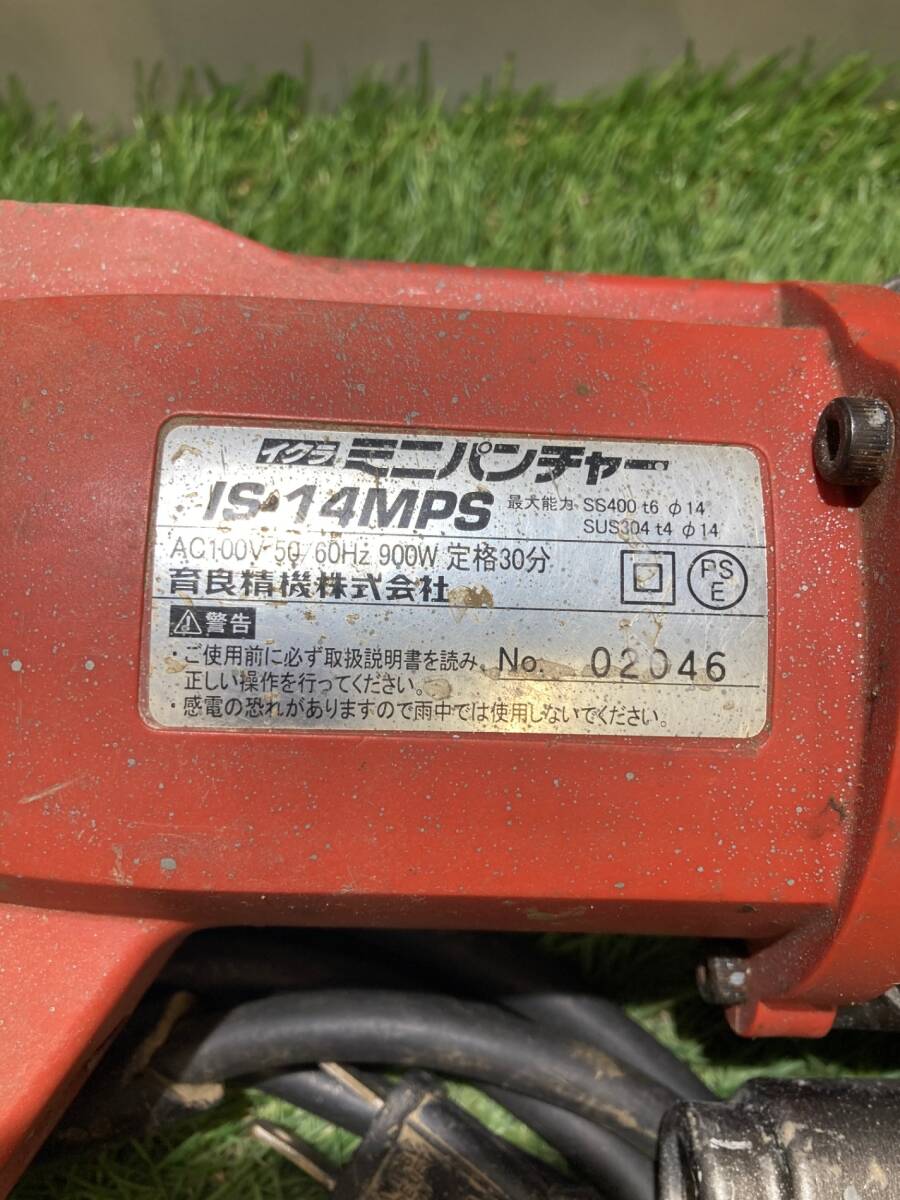 イクラ ミニパンチャー
IS-14MPS 最大能力 SS400 t6 φ14
SUS304 t4 φ14
AC100V 50/60Hz 900W 定格30分
育良精機株式会社
PS
E
⚠警告
・ご使用前に必ず取扱説明書を読み、
正しい操作を行ってください。
No. 02046
・感電の恐れがありますので雨中では使用しないでください。